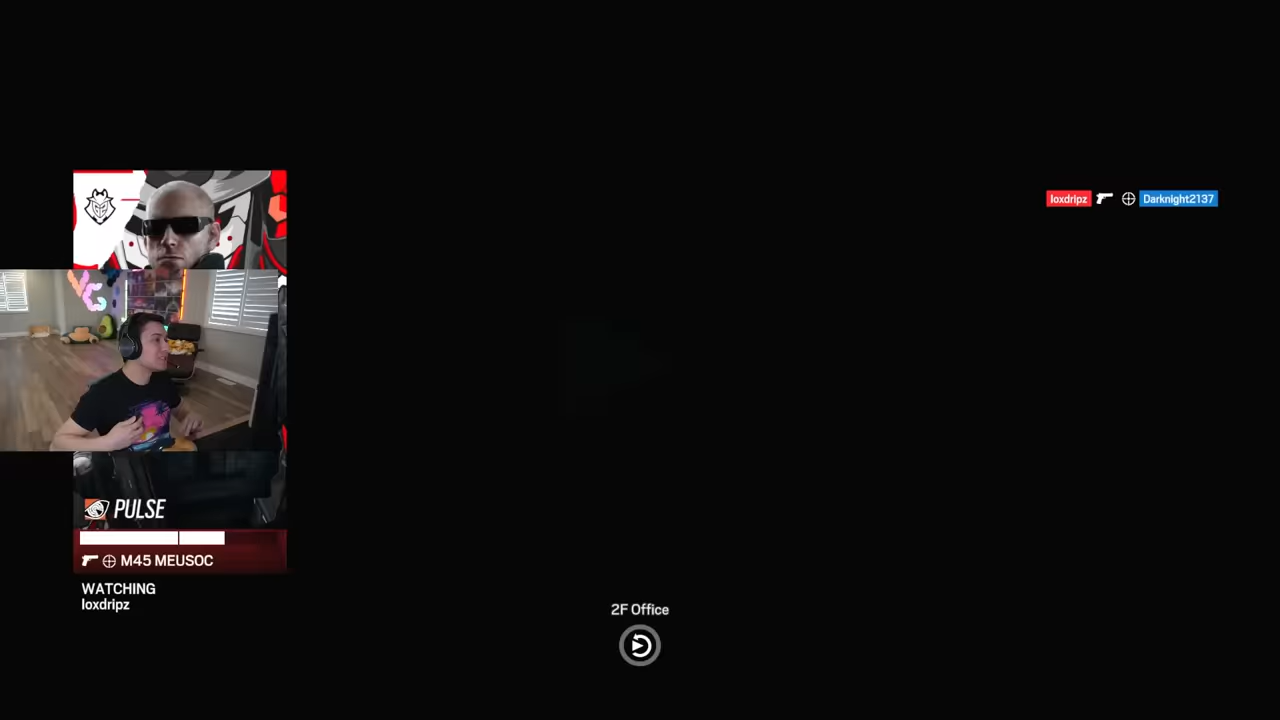 loxdripz Darknight2137
PULSE
M45 MEUSOC
WATCHING
loxdripz
2F Office